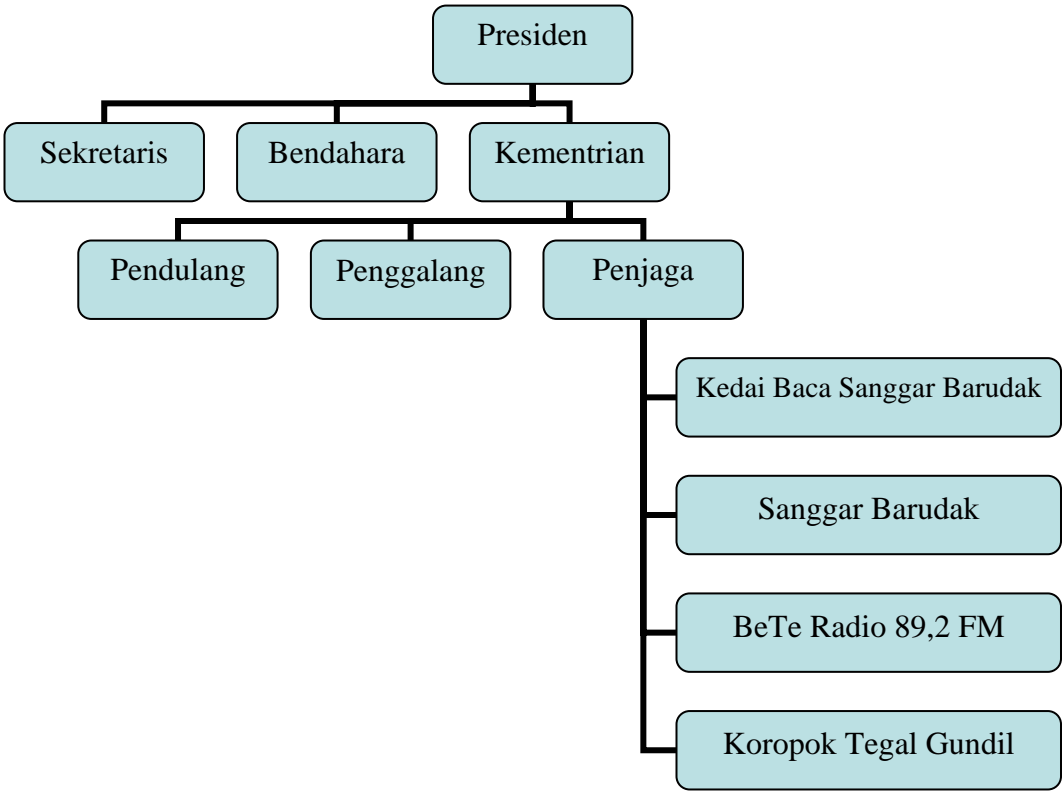 Presiden
Sekretaris
Bendahara
Kementrian
Pendulang
Penggalang
Penjaga
Kedai Baca Sanggar Barudak
Sanggar Barudak
BeTe Radio 89,2 FM
Koropok Tegal Gundil